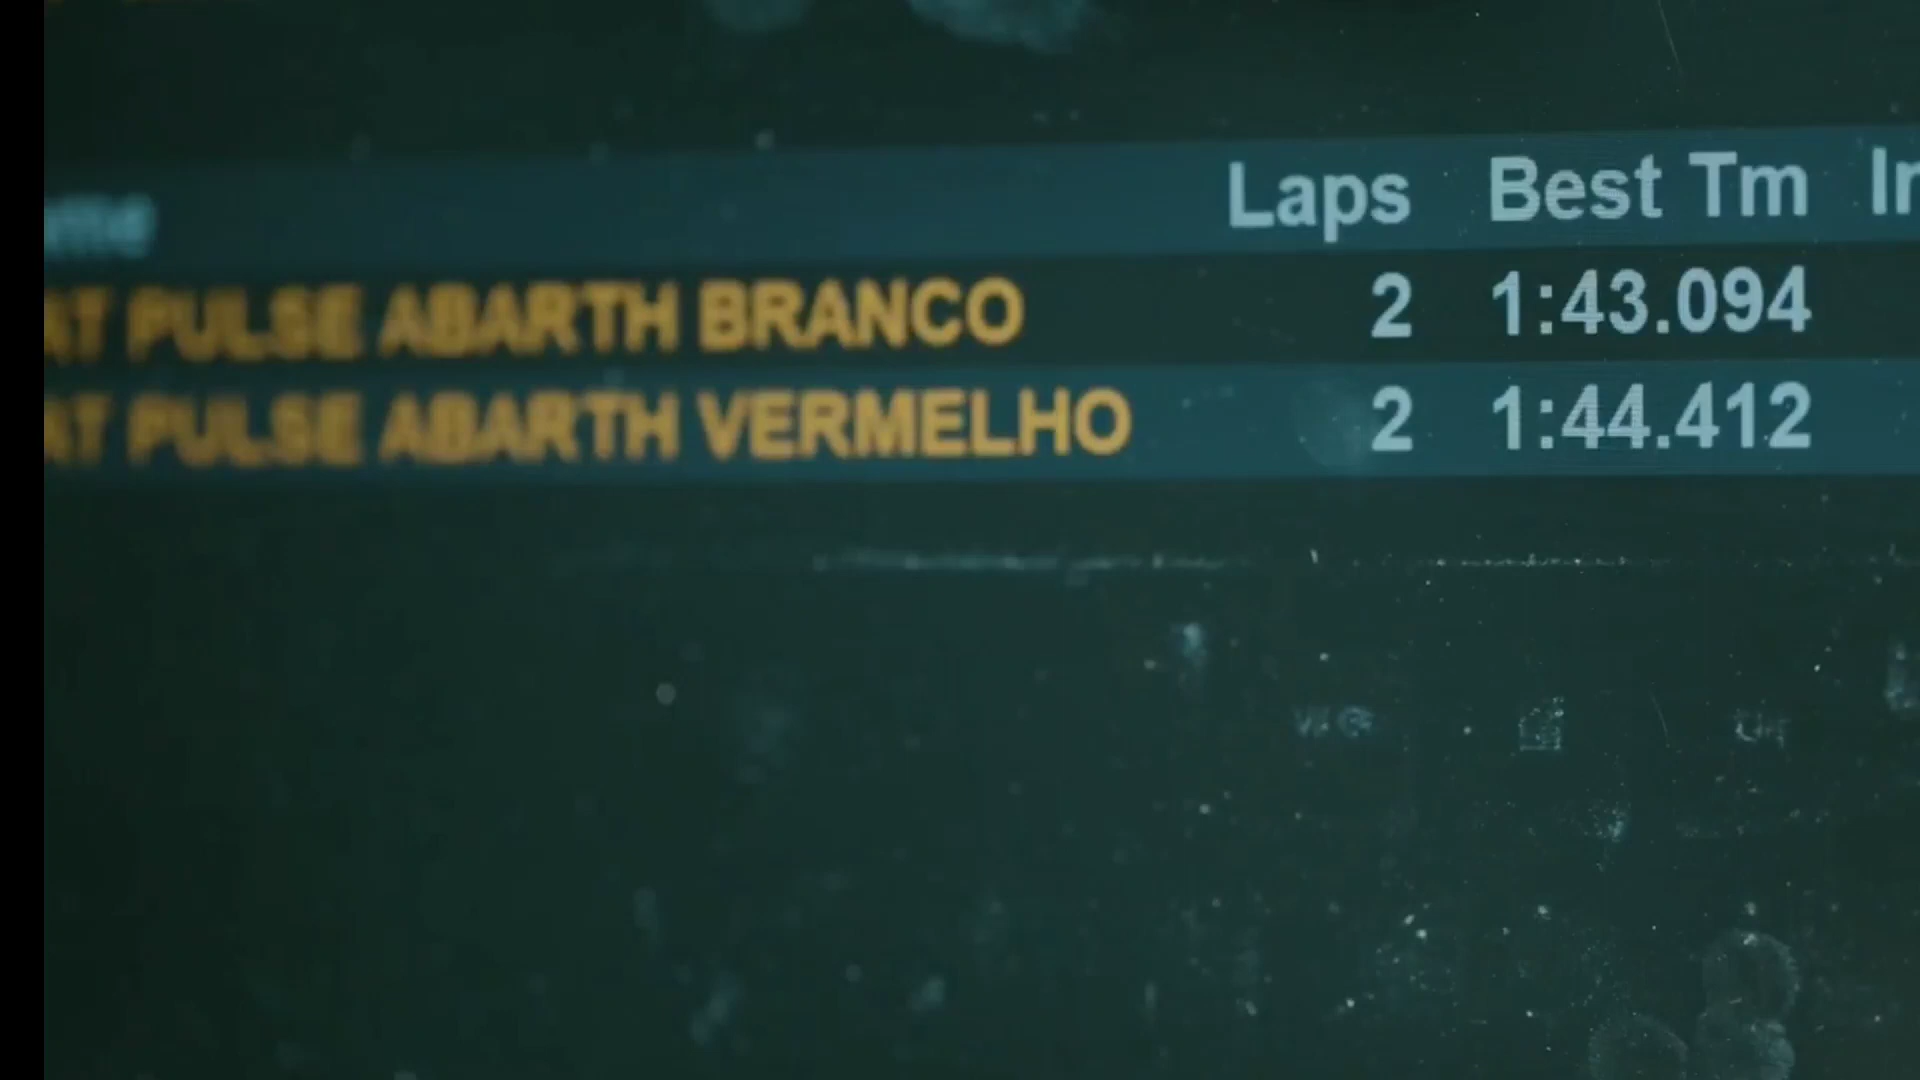 Laps Best Tm
PULSE ABARTH BRANCO 2 1:43.094
PULSE ABARTH VERMELHO 2 1:44.412